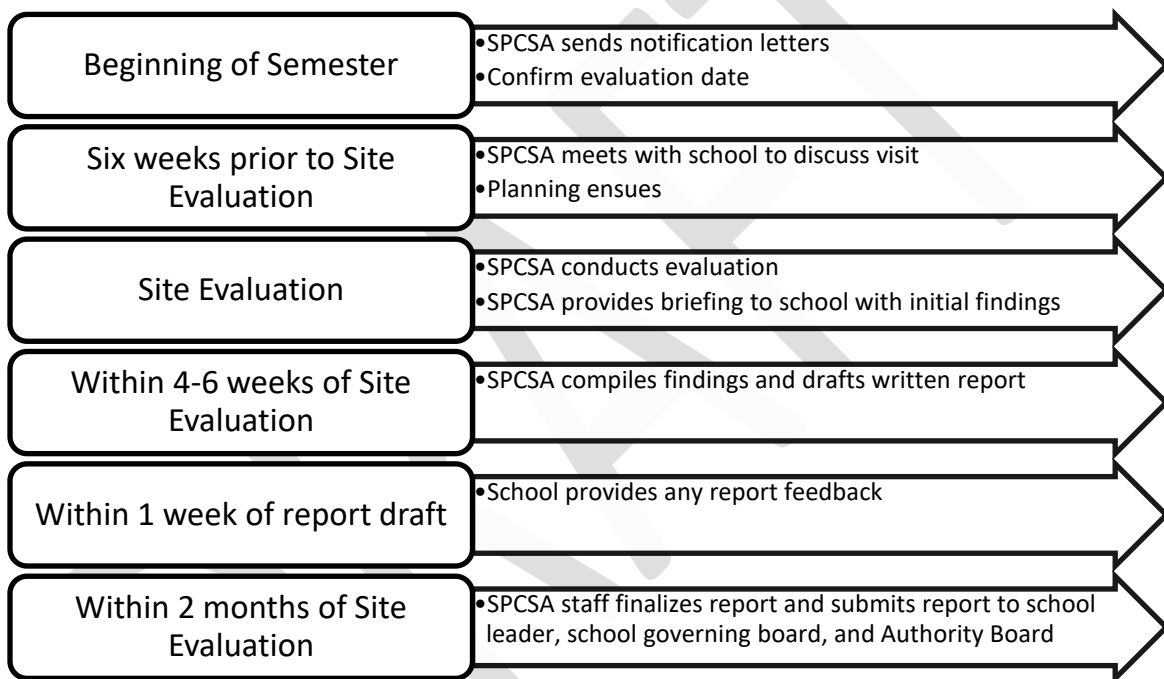 Beginning of Semester
•SPCSA sends notification letters
•Confirm evaluation date
Six weeks prior to Site
Evaluation
•SPCSA meets with school to discuss visit
•Planning ensues
Site Evaluation
•SPCSA conducts evaluation
•SPCSA provides briefing to school with initial findings
Within 4-6 weeks of Site
Evaluation
•SPCSA compiles findings and drafts written report
Within 1 week of report draft
•School provides any report feedback
Within 2 months of Site
Evaluation
•SPCSA staff finalizes report and submits report to school
leader, school governing board, and Authority Board